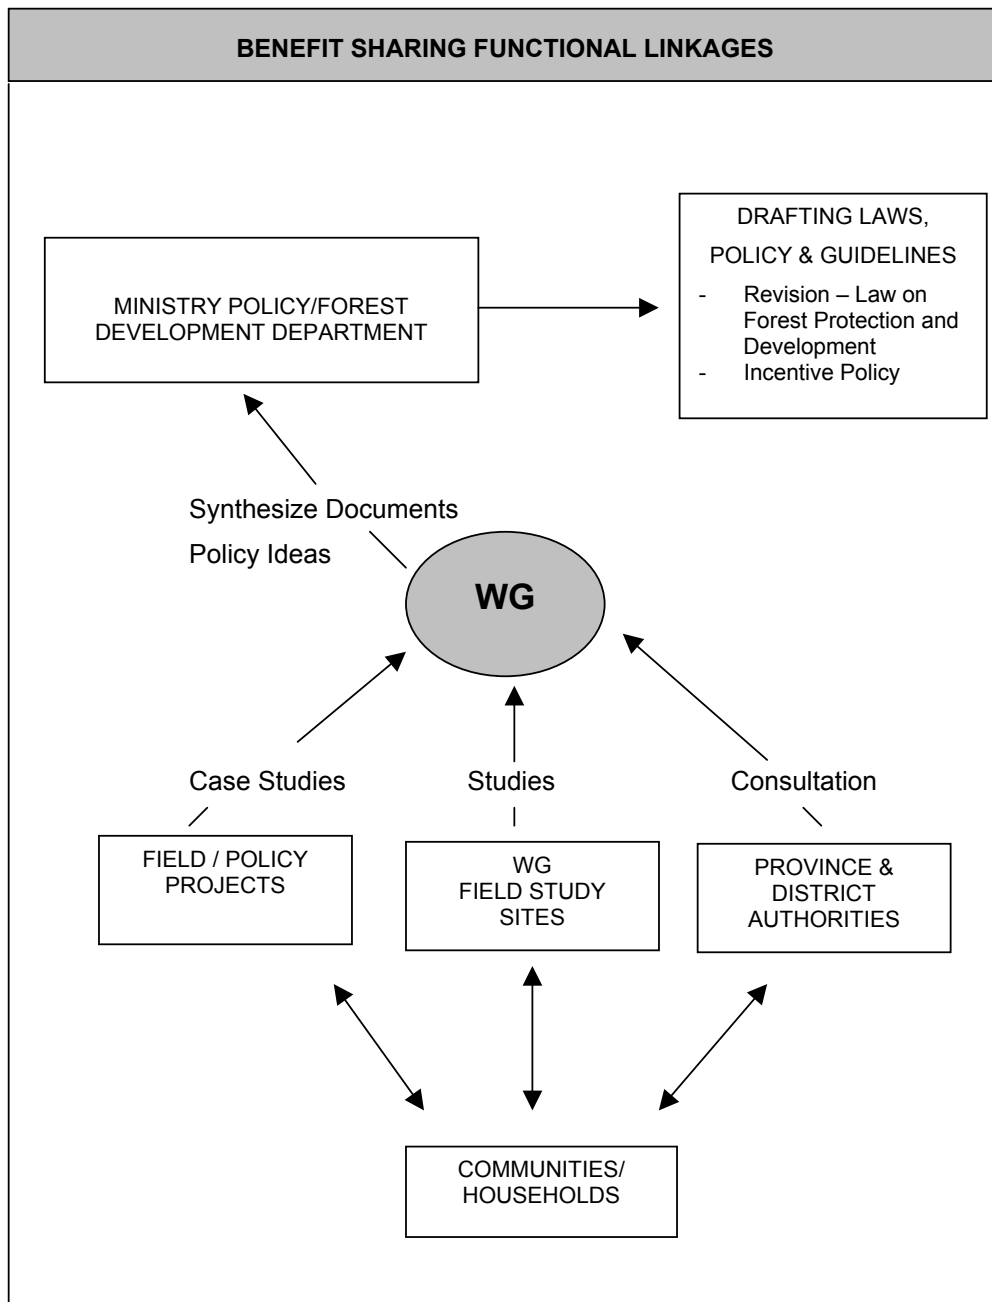 BENEFIT SHARING FUNCTIONAL LINKAGES
DRAFTING LAWS,
POLICY & GUIDELINES
- Revision – Law on
Forest Protection and
Development
- Incentive Policy
MINISTRY POLICY/FOREST
DEVELOPMENT DEPARTMENT
Synthesize Documents
Policy Ideas
WG
Case Studies
Studies
Consultation
FIELD / POLICY
PROJECTS
WG
FIELD STUDY
SITES
PROVINCE &
DISTRICT
AUTHORITIES
COMMUNITIES/
HOUSEHOLDS